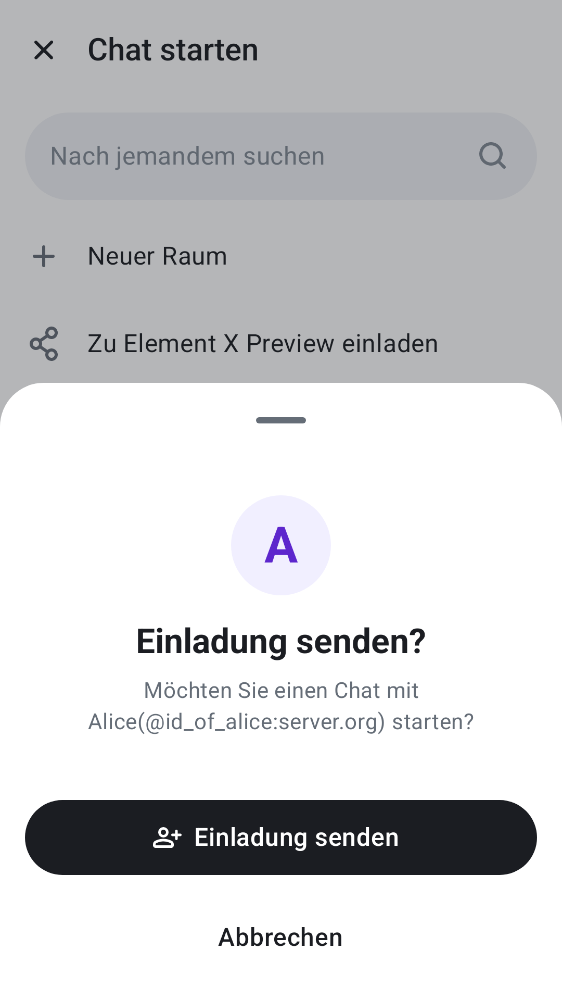 Chat starten
Nach jemandem suchen
Neuer Raum
Zu Element X Preview einladen
A
Einladung senden?
Möchten Sie einen Chat mit
Alice(@id_of_alice:server.org) starten?
Einladung senden
Abbrechen